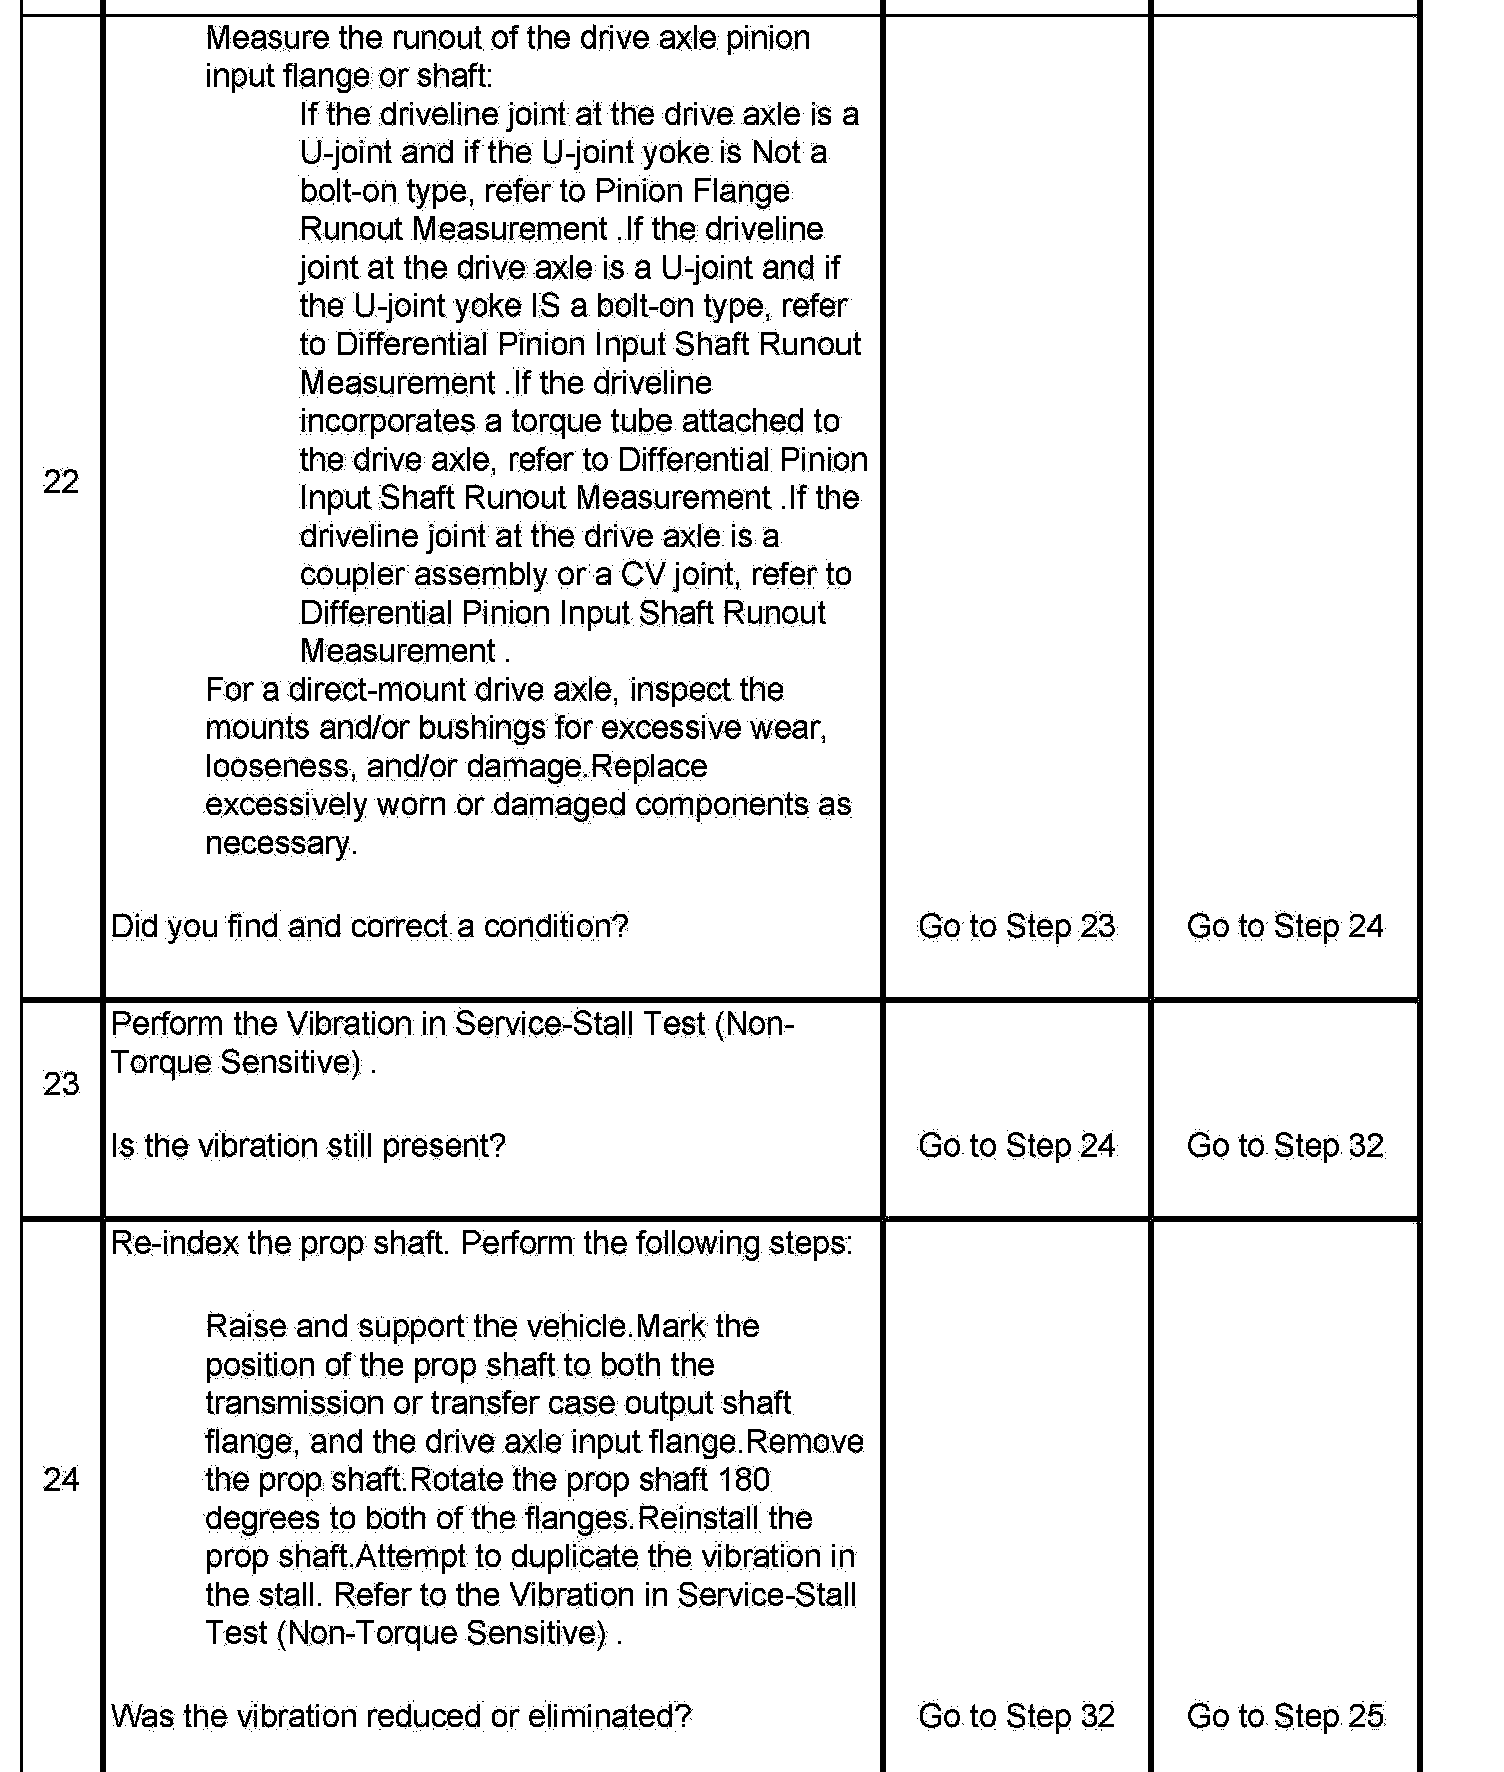 Measure the runout of the drive axle pinion
input flange or shaft:
If the driveline joint at the drive axle is a
U-joint and if the U-joint yoke is Not a
bolt-on type, refer to Pinion Flange
Runout Measurement .If the driveline
joint at the drive axle is a U-joint and if
the U-joint yoke IS a bolt-on type, refer
to Differential Pinion Input Shaft Runout
Measurement .If the driveline
incorporates a torque tube attached to
the drive axle, refer to Differential Pinion
22
Input Shaft Runout Measurement .If the
driveline joint at the drive axle is a
coupler assembly or a CV joint, refer to
Differential Pinion Input Shaft Runout
Measurement .
For a direct-mount drive axle, inspect the
mounts and/or bushings for excessive wear,
looseness, and/or damage.Replace
excessively worn or damaged components as
necessary.
Did you find and correct a condition? Go to Step 23 Go to Step 24
Perform the Vibration in Service-Stall Test (Non-
Torque Sensitive) .
23
Is the vibration still present? Go to Step 24 Go to Step 32
Re-index the prop shaft. Perform the following steps:
Raise and support the vehicle.Mark the
position of the prop shaft to both the
transmission or transfer case output shaft
flange, and the drive axle input flange.Remove
24 the prop shaft.Rotate the prop shaft 180
degrees to both of the flanges.Reinstall the
prop shaft.Attempt to duplicate the vibration in
the stall. Refer to the Vibration in Service-Stall
Test (Non-Torque Sensitive) .
Was the vibration reduced or eliminated? Go to Step 32 Go to Step 25